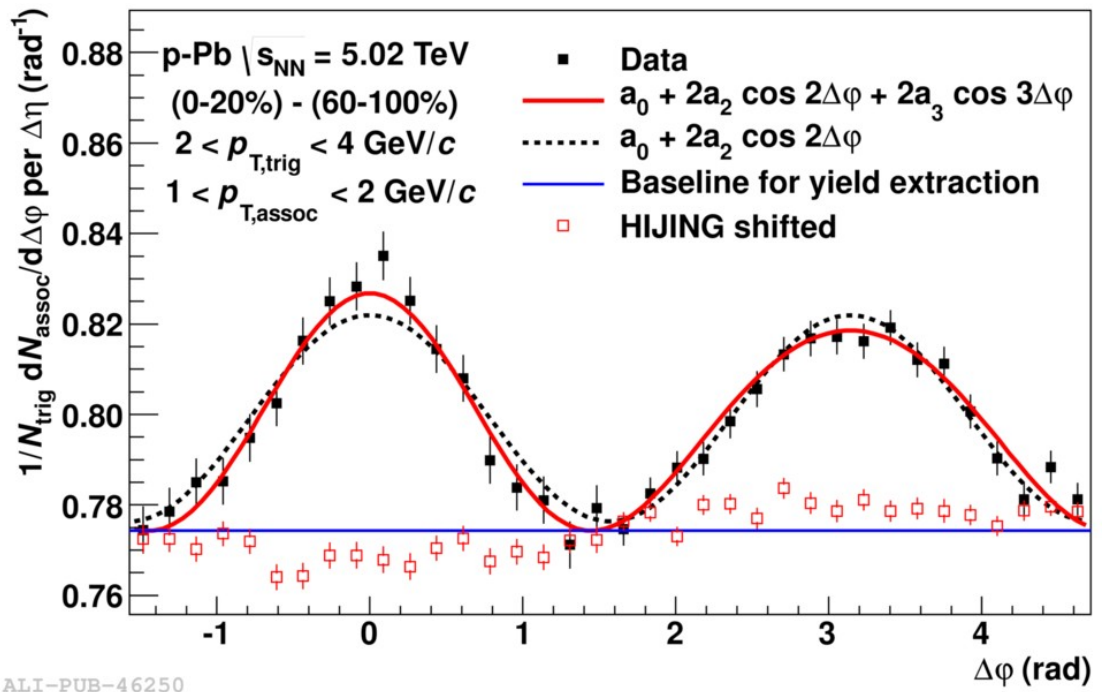 1/N_trig dN_assoc/dΔφ per Δη (rad⁻¹)
0.88
0.86
0.84
0.82
0.80
0.78
0.76
p-Pb \ s_NN = 5.02 TeV
(0-20%) - (60-100%)
2 < p_T,trig < 4 GeV/c
1 < p_T,assoc < 2 GeV/c
Data
a₀ + 2a₂ cos 2Δφ + 2a₃ cos 3Δφ
a₀ + 2a₂ cos 2Δφ
Baseline for yield extraction
HIJING shifted
-1 0 1 2 3 4
Δφ (rad)
ALI-PUB-46250